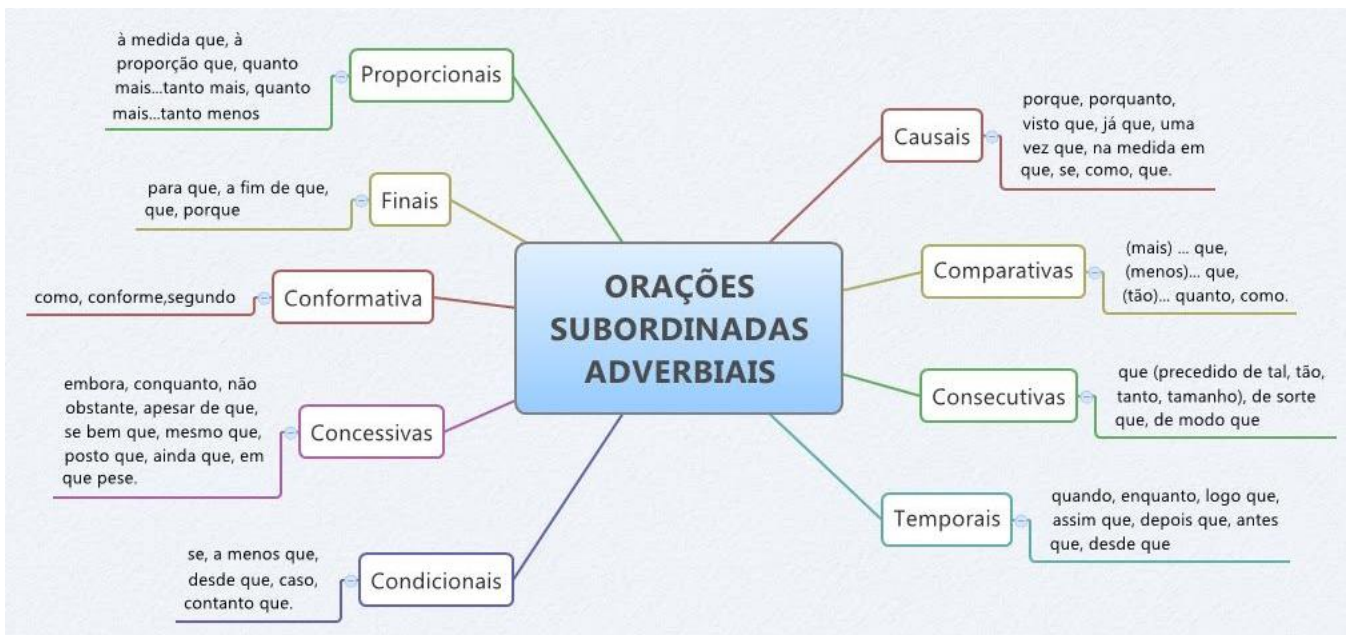 ORAÇÕES
SUBORDINADAS
ADVERBIAIS
à medida que, à
proporção que, quanto
mais...tanto mais, quanto
mais...tanto menos
Proporcionais
para que, a fim de que,
que, porque
Finais
como, conforme,segundo
Conformativa
embora, conquanto, não
obstante, apesar de que,
se bem que, mesmo que,
posto que, ainda que, em
que pese.
Concessivas
se, a menos que,
desde que, caso,
contanto que.
Condicionais
Causais
porque, porquanto,
visto que, já que, uma
vez que, na medida em
que, se, como, que.
Comparativas
(mais) ... que,
(menos)... que,
(tão)... quanto, como.
Consecutivas
que (precedido de tal, tão,
tanto, tamanho), de sorte
que, de modo que
Temporais
quando, enquanto, logo que,
assim que, depois que, antes
que, desde que